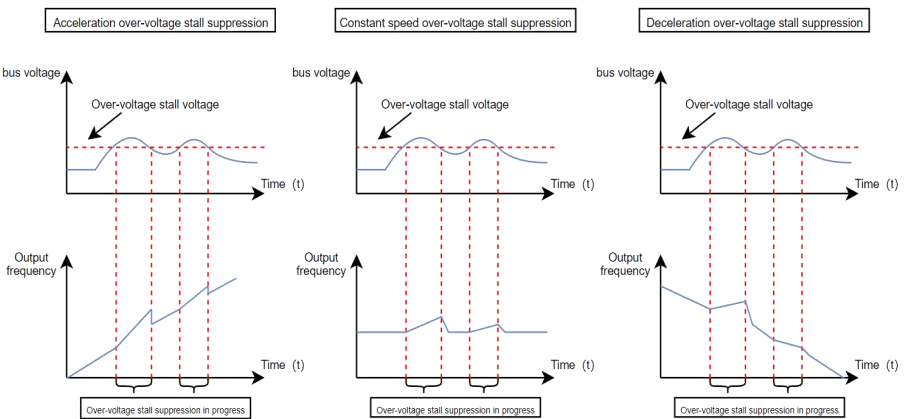 Acceleration over-voltage stall suppression
Constant speed over-voltage stall suppression
Deceleration over-voltage stall suppression
bus voltage
Over-voltage stall voltage
Time (t)
bus voltage
Over-voltage stall voltage
Time (t)
bus voltage
Over-voltage stall voltage
Time (t)
Output
frequency
Time (t)
Output
frequency
Time (t)
Output
frequency
Time (t)
Over-voltage stall suppression in progress
Over-voltage stall suppression in progress
Over-voltage stall suppression in progress